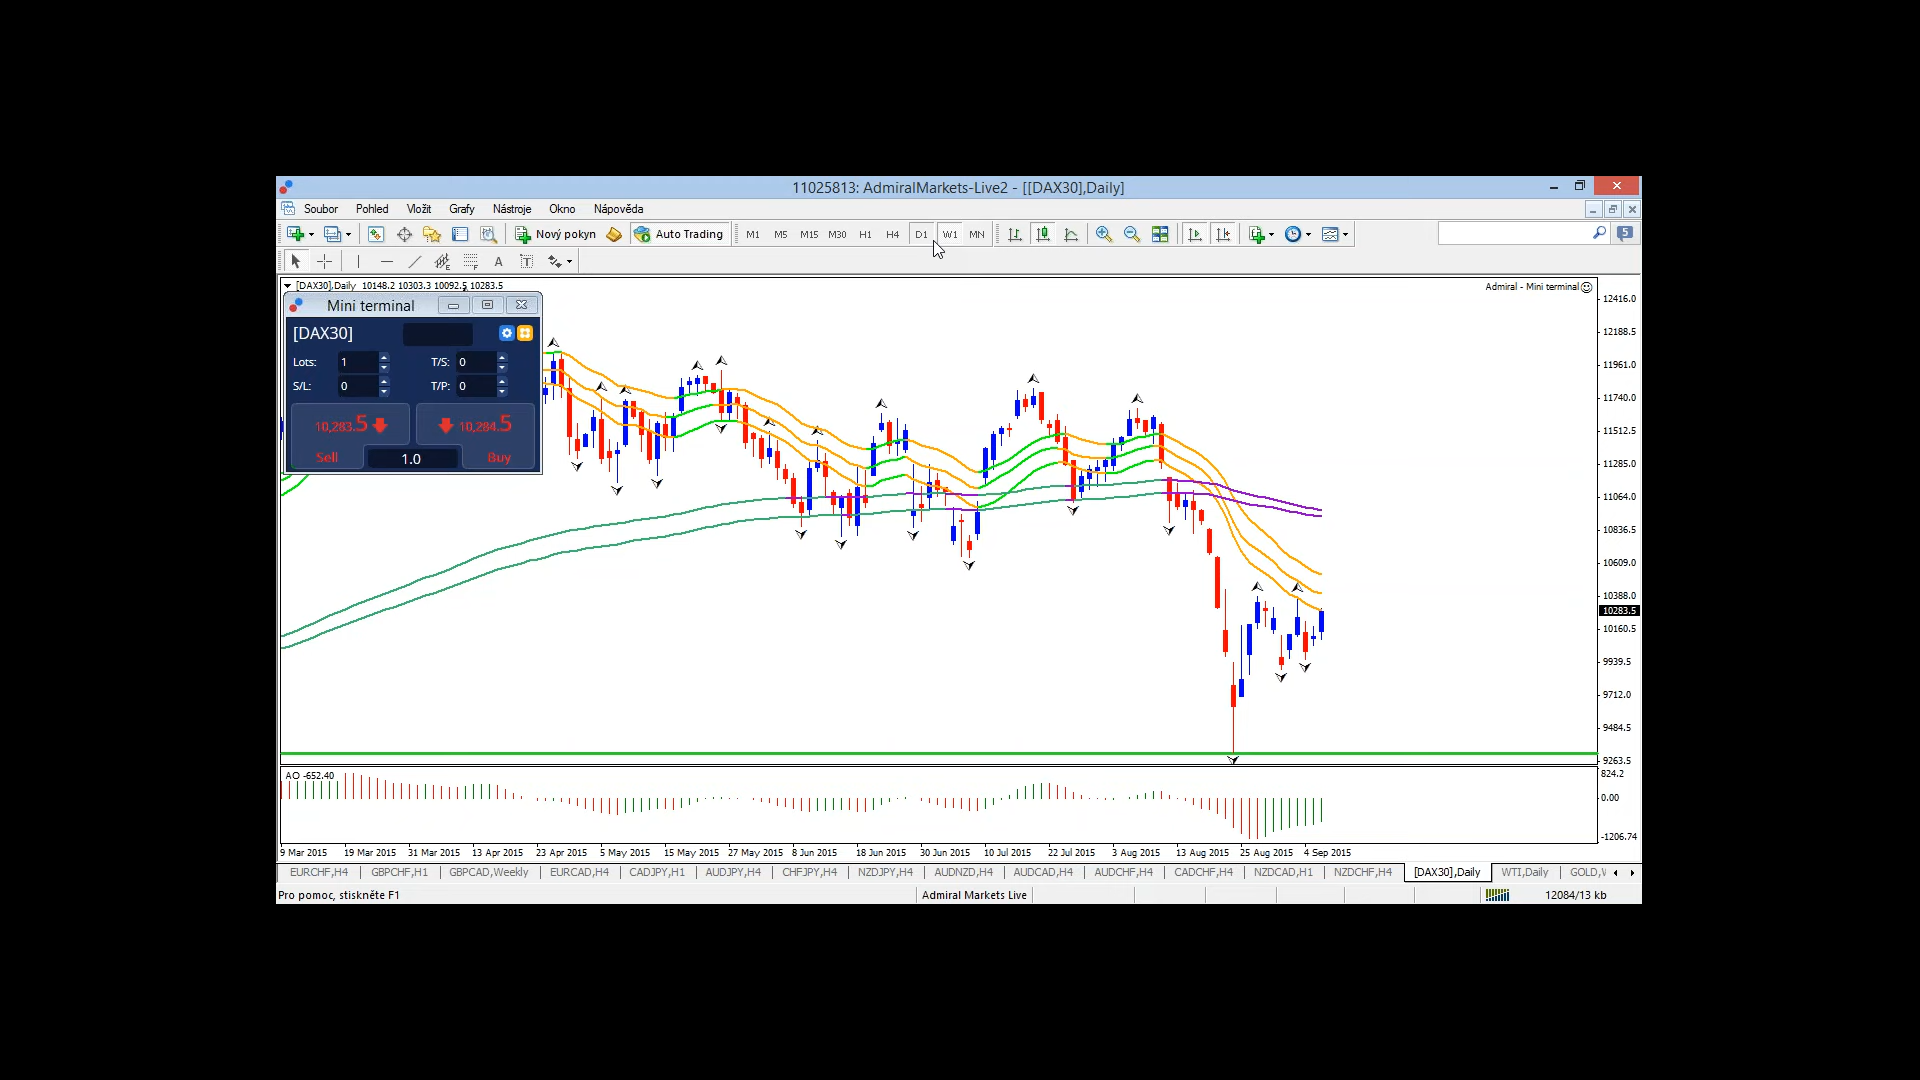 11025813: AdmiralMarkets-Live2 - [[DAX30],Daily]
Soubor Pohled Vložit Grafy Nástroje Okno Nápověda
Nový pokyn Auto Trading M1 M5 M15 M30 H1 H4 D1 W1 MN 5
E F A T
[DAX30],Daily 10148.2 10303.3 10092.5 10283.5
Admiral - Mini terminal
Mini terminal
[DAX30]
Lots: 1 T/S: 0
S/L: 0 T/P: 0
10,283.5 10,284.5
Sell 1.0 Buy
12416.0
12188.5
11961.0
11740.0
11512.5
11285.0
11064.0
10836.5
10609.0
10388.0
10283.5
10160.5
9939.5
9712.0
9484.5
9263.5
AO -652.40
824.2
0.00
-1206.74
9 Mar 2015 19 Mar 2015 31 Mar 2015 13 Apr 2015 23 Apr 2015 5 May 2015 15 May 2015 27 May 2015 8 Jun 2015 18 Jun 2015 30 Jun 2015 10 Jul 2015 22 Jul 2015 3 Aug 2015 13 Aug 2015 25 Aug 2015 4 Sep 2015
EURCHF,H4 GBPCHF,H1 GBPCAD,Weekly EURCAD,H4 CADJPY,H1 AUDJPY,H4 CHFJPY,H4 NZDJPY,H4 AUDNZD,H4 AUDCAD,H4 AUDCHF,H4 CADCHF,H4 NZDCAD,H1 NZDCHF,H4 [DAX30],Daily WTI,Daily GOLD,
Pro pomoc, stiskněte F1 Admiral Markets Live 12084/13 kb